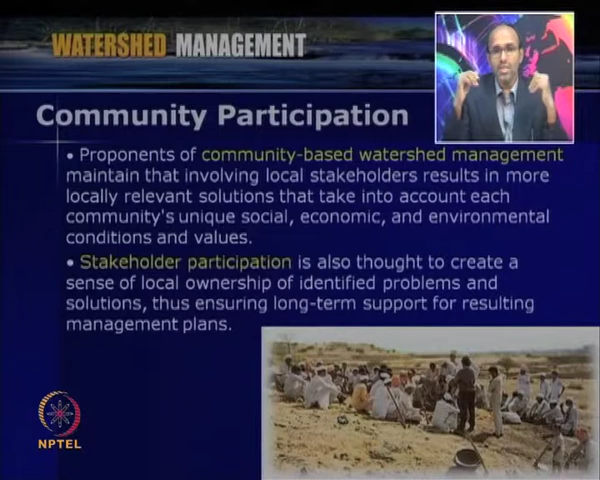 WATERSHED MANAGEMENT
Community Participation
• Proponents of community-based watershed management
maintain that involving local stakeholders results in more
locally relevant solutions that take into account each
community's unique social, economic, and environmental
conditions and values.
• Stakeholder participation is also thought to create a
sense of local ownership of identified problems and
solutions, thus ensuring long-term support for resulting
management plans.
NPTEL